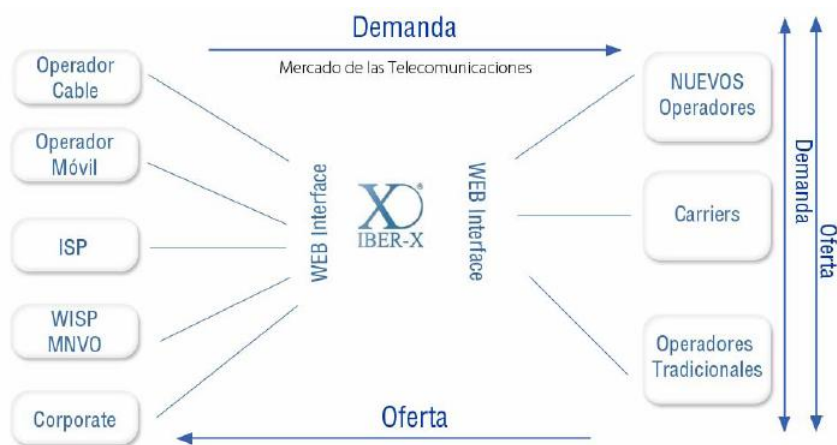 Demanda
Mercado de las Telecomunicaciones
Operador
Cable
Operador
Móvil
ISP
WISP
MNVO
Corporate
WEB Interface
XO®
IBER-X
WEB Interface
NUEVOS
Operadores
Carriers
Operadores
Tradicionales
Demanda
Oferta
Oferta